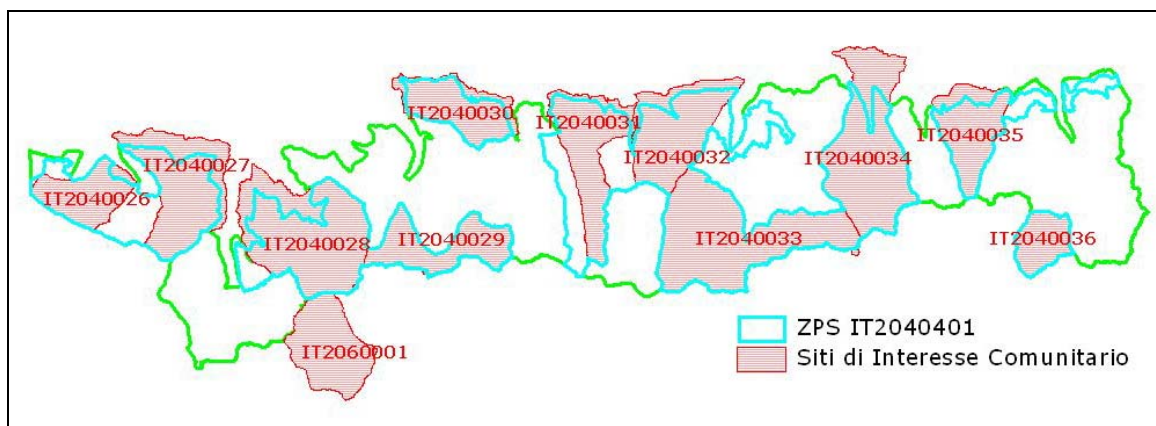 IT2040030
IT2040031
IT2040035
IT2040027
IT2040032
IT2040034
IT2040026
IT2040028
IT2040029
IT2040033
IT2040036
ZPS IT2040401
IT2060001
Siti di Interesse Comunitario